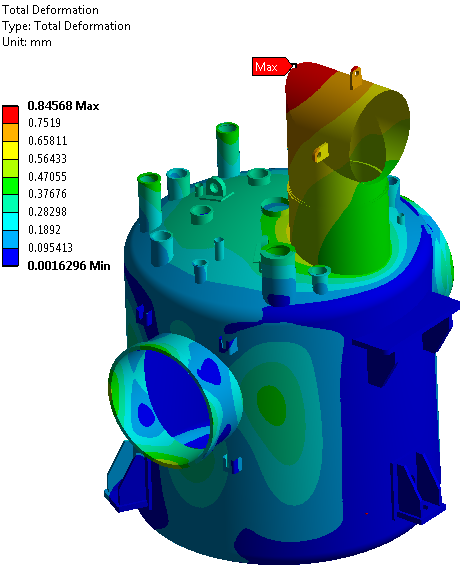 Total Deformation
Type: Total Deformation
Unit: mm
Max
0.84568 Max
0.7519
0.65811
0.56433
0.47055
0.37676
0.28298
0.1892
0.095413
0.0016296 Min